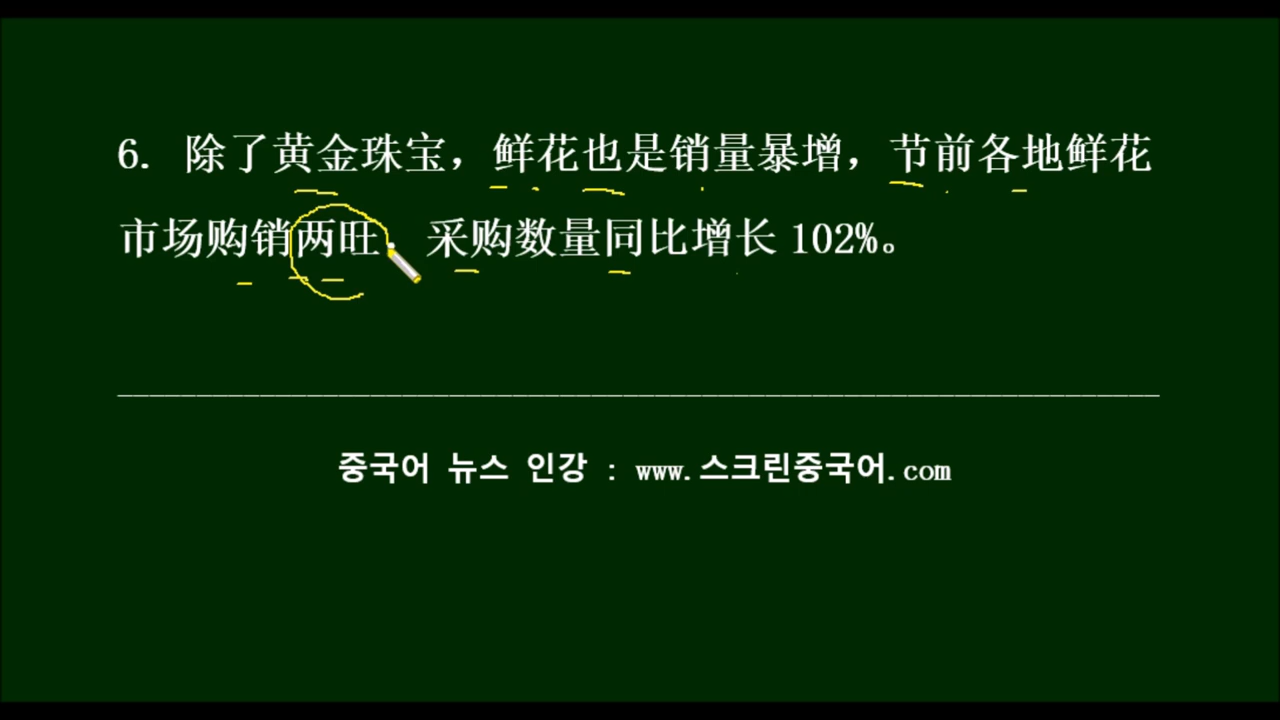 6. 除了黄金珠宝，鲜花也是销量暴增，节前各地鲜花
市场购销两旺，采购数量同比增长 102%。
중국어 뉴스 인강 : www.스크린중국어.com